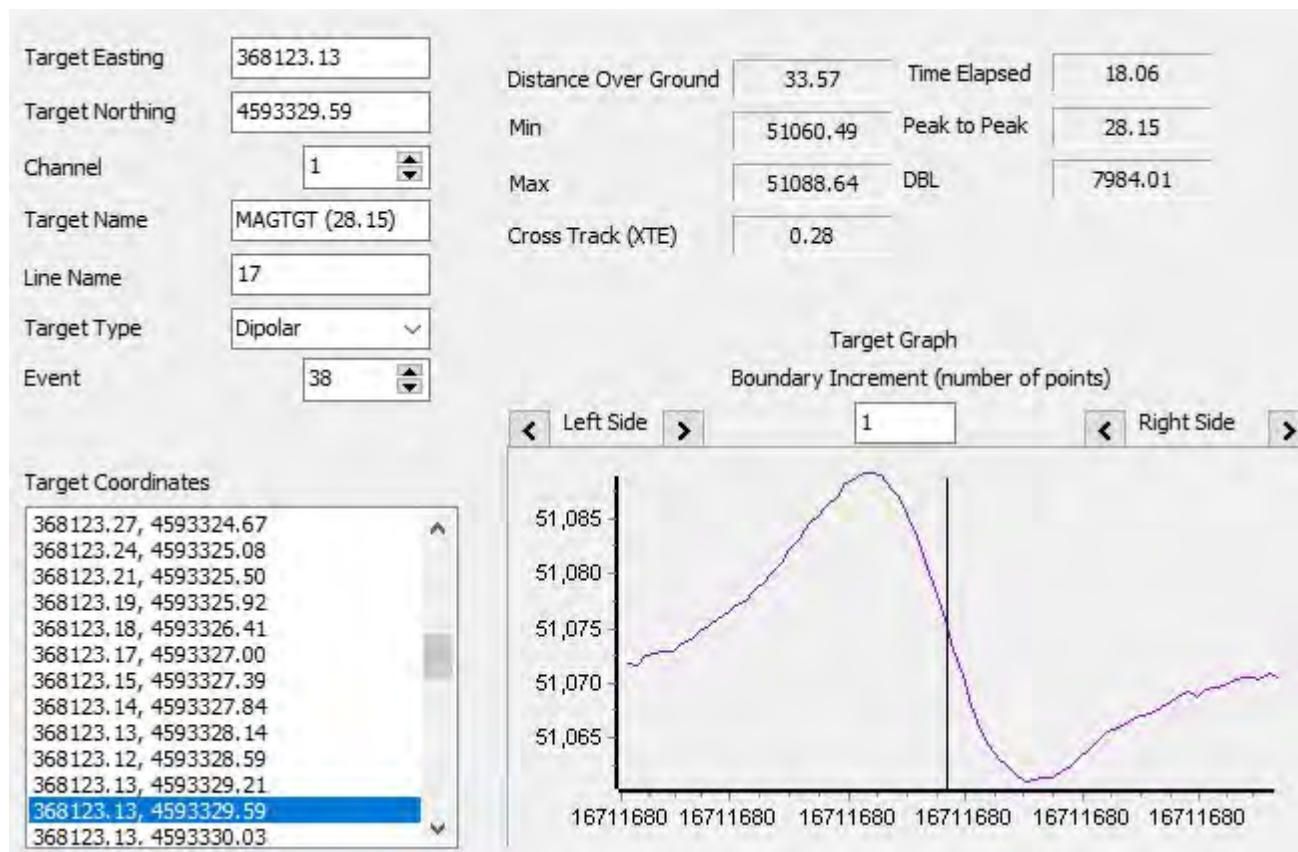 Target Easting 368123.13
Target Northing 4593329.59
Channel 1
Target Name MAGTGT (28.15)
Line Name 17
Target Type Dipolar
Event 38
Distance Over Ground 33.57 Time Elapsed 18.06
Min 51060.49 Peak to Peak 28.15
Max 51088.64 DBL 7984.01
Cross Track (XTE) 0.28
Target Graph
Boundary Increment (number of points)
< Left Side > 1 < Right Side >
Target Coordinates
368123.27, 4593324.67
368123.24, 4593325.08
368123.21, 4593325.50
368123.19, 4593325.92
368123.18, 4593326.41
368123.17, 4593327.00
368123.15, 4593327.39
368123.14, 4593327.84
368123.13, 4593328.14
368123.12, 4593328.59
368123.13, 4593329.21
368123.13, 4593329.59
368123.13, 4593330.03
51,085
51,080
51,075
51,070
51,065
16711680 16711680 16711680 16711680 16711680 16711680